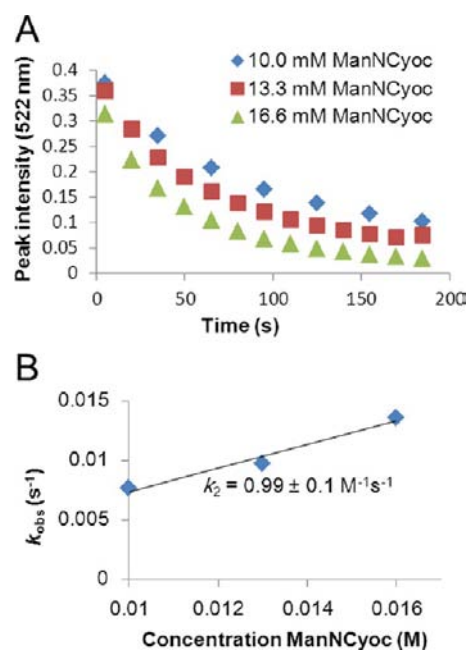 A
10.0 mM ManNCyoc
13.3 mM ManNCyoc
16.6 mM ManNCyoc
Peak intensity (522 nm)
0.4
0.35
0.3
0.25
0.2
0.15
0.1
0.05
0
0 50 100 150 200
Time (s)
B
kobs (s⁻¹)
0.015
0.01
0.005
0
k₂ = 0.99 ± 0.1 M⁻¹s⁻¹
0.01 0.012 0.014 0.016
Concentration ManNCyoc (M)